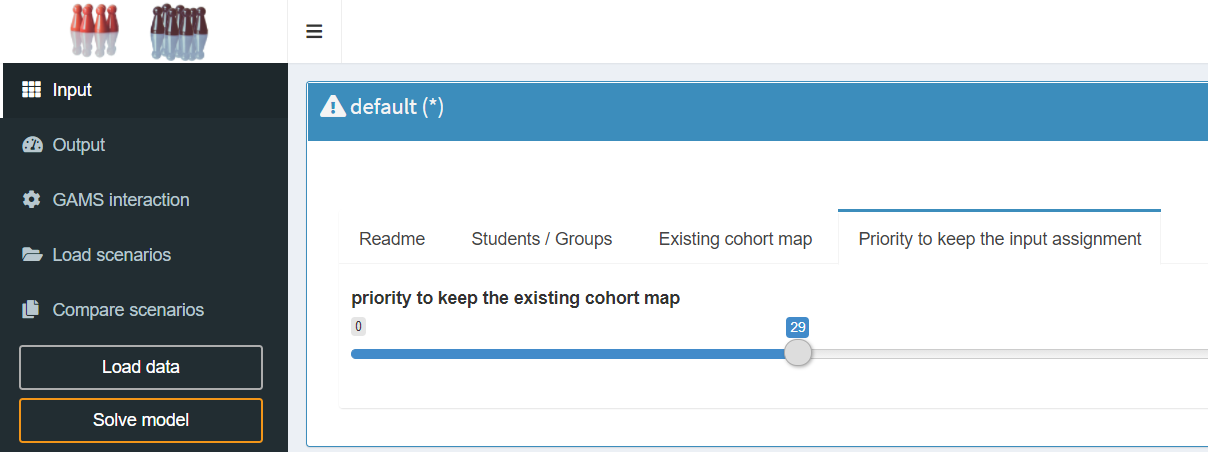 Input
Output
GAMS interaction
Load scenarios
Compare scenarios
Load data
Solve model
default (*)
Readme
Students / Groups
Existing cohort map
Priority to keep the input assignment
priority to keep the existing cohort map
0
29